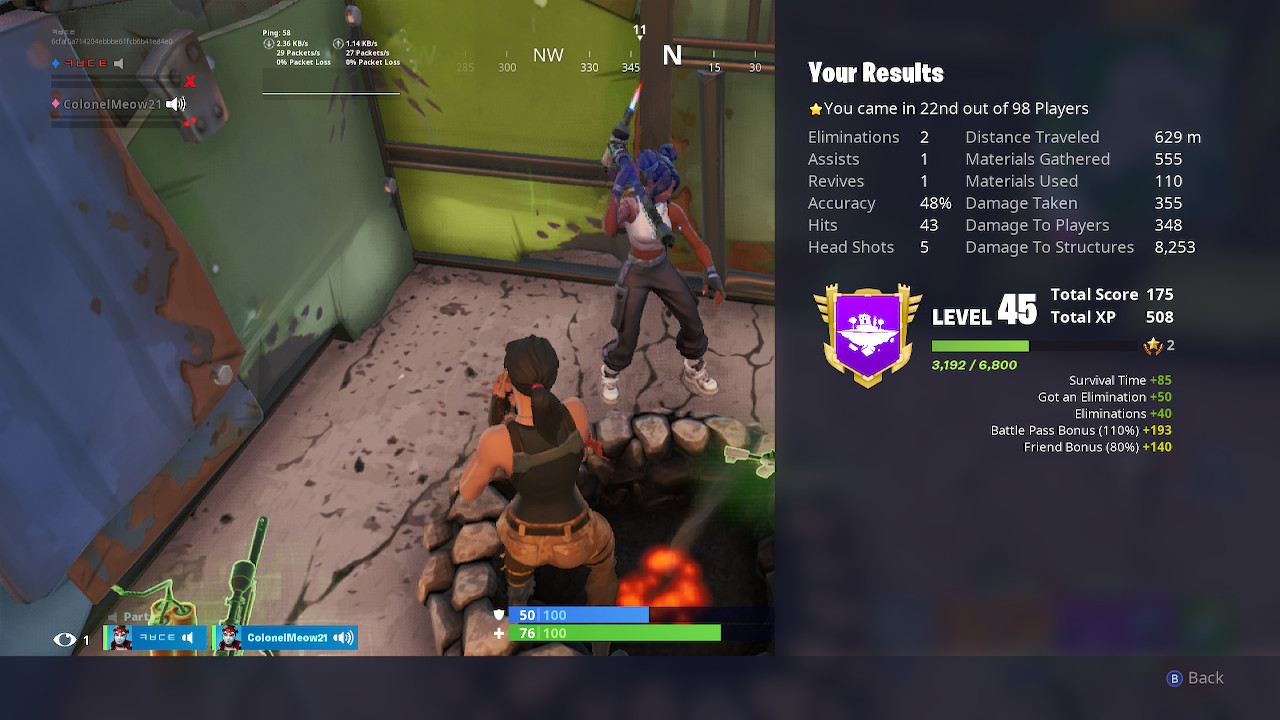 ЯUCE
6cfaf0a714204ebbbe61fcb6b41e84e0
ЯUCE
ColonelMeow21
Ping: 58
2.36 KB/s 1.14 KB/s
29 Packets/s 27 Packets/s
0% Packet Loss 0% Packet Loss
11
W 285 300 NW 330 345 N 15 30
Your Results
You came in 22nd out of 98 Players
Eliminations 2 Distance Traveled 629 m
Assists 1 Materials Gathered 555
Revives 1 Materials Used 110
Accuracy 48% Damage Taken 355
Hits 43 Damage To Players 348
Head Shots 5 Damage To Structures 8,253
LEVEL 45
Total Score 175
Total XP 508
2
3,192 / 6,800
Survival Time +85
Got an Elimination +50
Eliminations +40
Battle Pass Bonus (110%) +193
Friend Bonus (80%) +140
50 | 100
76 | 100
Party
1 ЯUCE ColonelMeow21
B Back